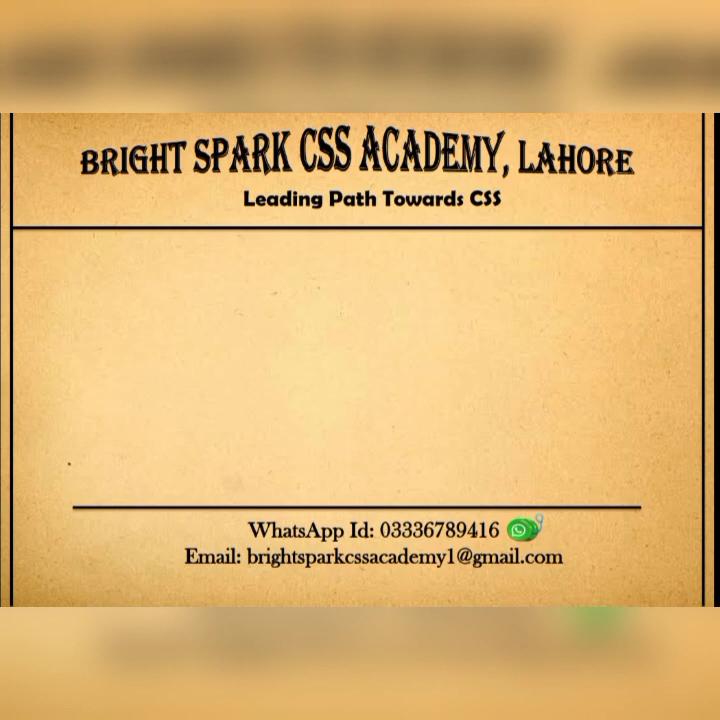 BRIGHT SPARK CSS ACADEMY, LAHORE
Leading Path Towards CSS
WhatsApp Id: 03336789416
Email: brightsparkcssacademy1@gmail.com